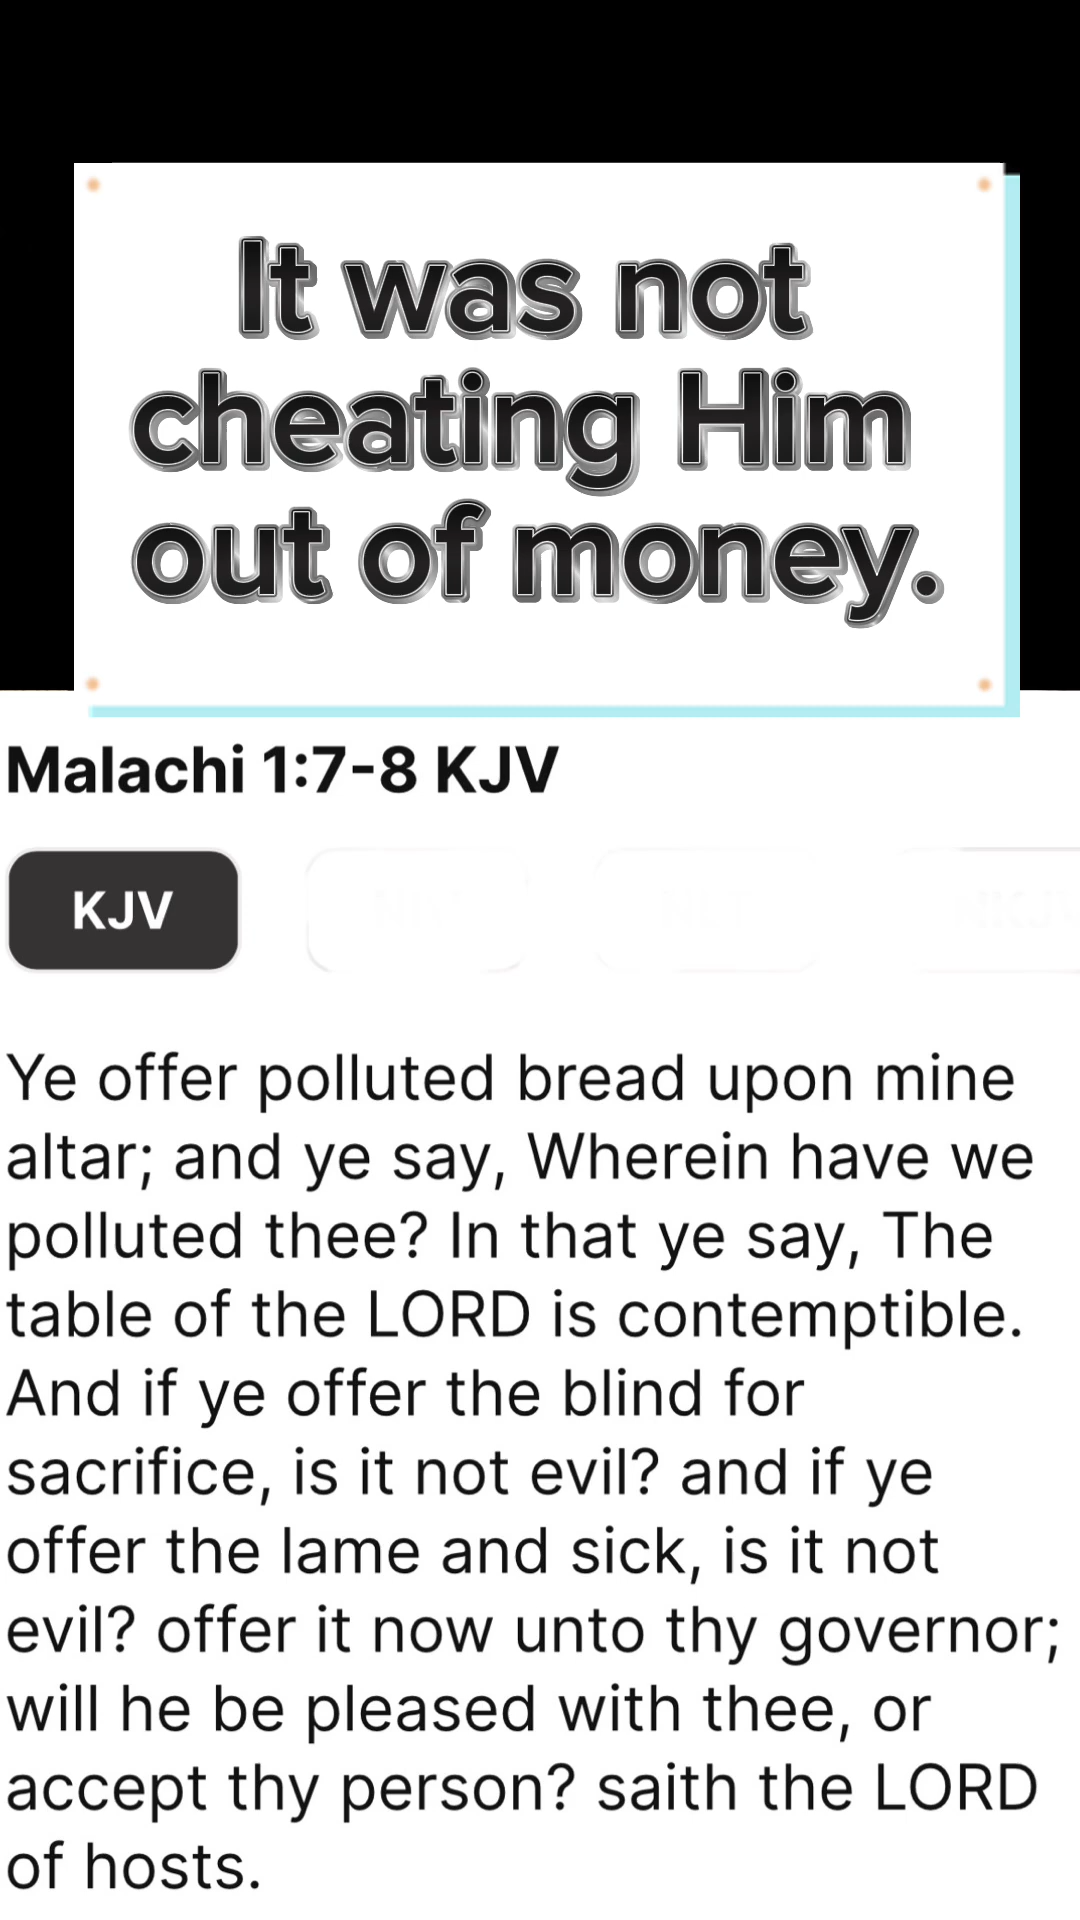 It was not
cheating Him
out of money.
Malachi 1:7-8 KJV
KJV
NIV
NLT
NKJV
Ye offer polluted bread upon mine
altar; and ye say, Wherein have we
polluted thee? In that ye say, The
table of the LORD is contemptible.
And if ye offer the blind for
sacrifice, is it not evil? and if ye
offer the lame and sick, is it not
evil? offer it now unto thy governor;
will he be pleased with thee, or
accept thy person? saith the LORD
of hosts.